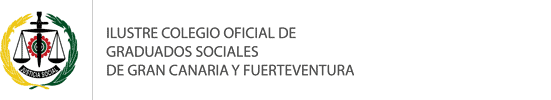 JUSTICIA SOCIAL
ILUSTRE COLEGIO OFICIAL DE
GRADUADOS SOCIALES
DE GRAN CANARIA Y FUERTEVENTURA